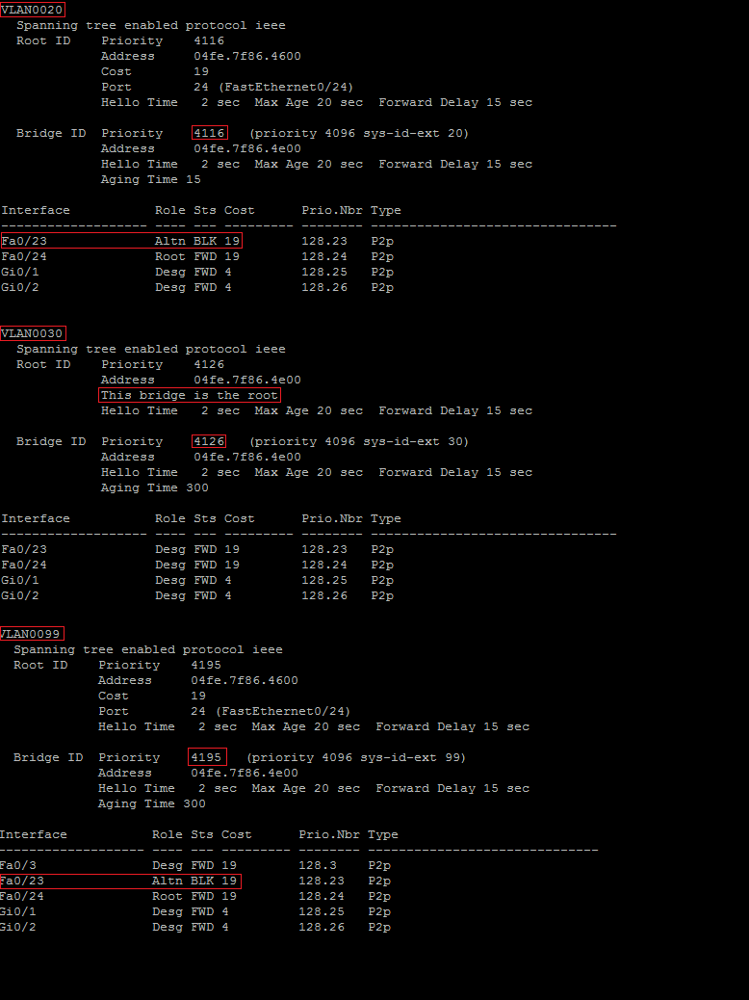 VLAN0020
  Spanning tree enabled protocol ieee
  Root ID    Priority    4116
             Address     04fe.7f86.4600
             Cost        19
             Port        24 (FastEthernet0/24)
             Hello Time   2 sec  Max Age 20 sec  Forward Delay 15 sec

  Bridge ID  Priority    4116   (priority 4096 sys-id-ext 20)
             Address     04fe.7f86.4e00
             Hello Time   2 sec  Max Age 20 sec  Forward Delay 15 sec
             Aging Time 15

Interface           Role Sts Cost      Prio.Nbr Type
------------------- ---- --- --------- -------- --------------------------------
Fa0/23              Altn BLK 19        128.23   P2p
Fa0/24              Root FWD 19        128.24   P2p
Gi0/1               Desg FWD 4         128.25   P2p
Gi0/2               Desg FWD 4         128.26   P2p

VLAN0030
  Spanning tree enabled protocol ieee
  Root ID    Priority    4126
             Address     04fe.7f86.4e00
             This bridge is the root
             Hello Time   2 sec  Max Age 20 sec  Forward Delay 15 sec

  Bridge ID  Priority    4126   (priority 4096 sys-id-ext 30)
             Address     04fe.7f86.4e00
             Hello Time   2 sec  Max Age 20 sec  Forward Delay 15 sec
             Aging Time 300

Interface           Role Sts Cost      Prio.Nbr Type
------------------- ---- --- --------- -------- --------------------------------
Fa0/23              Desg FWD 19        128.23   P2p
Fa0/24              Desg FWD 19        128.24   P2p
Gi0/1               Desg FWD 4         128.25   P2p
Gi0/2               Desg FWD 4         128.26   P2p

VLAN0099
  Spanning tree enabled protocol ieee
  Root ID    Priority    4195
             Address     04fe.7f86.4600
             Cost        19
             Port        24 (FastEthernet0/24)
             Hello Time   2 sec  Max Age 20 sec  Forward Delay 15 sec

  Bridge ID  Priority    4195   (priority 4096 sys-id-ext 99)
             Address     04fe.7f86.4e00
             Hello Time   2 sec  Max Age 20 sec  Forward Delay 15 sec
             Aging Time 300

Interface           Role Sts Cost      Prio.Nbr Type
------------------- ---- --- --------- -------- ------------------------------
Fa0/3               Desg FWD 19        128.3    P2p
Fa0/23              Altn BLK 19        128.23   P2p
Fa0/24              Root FWD 19        128.24   P2p
Gi0/1               Desg FWD 4         128.25   P2p
Gi0/2               Desg FWD 4         128.26   P2p